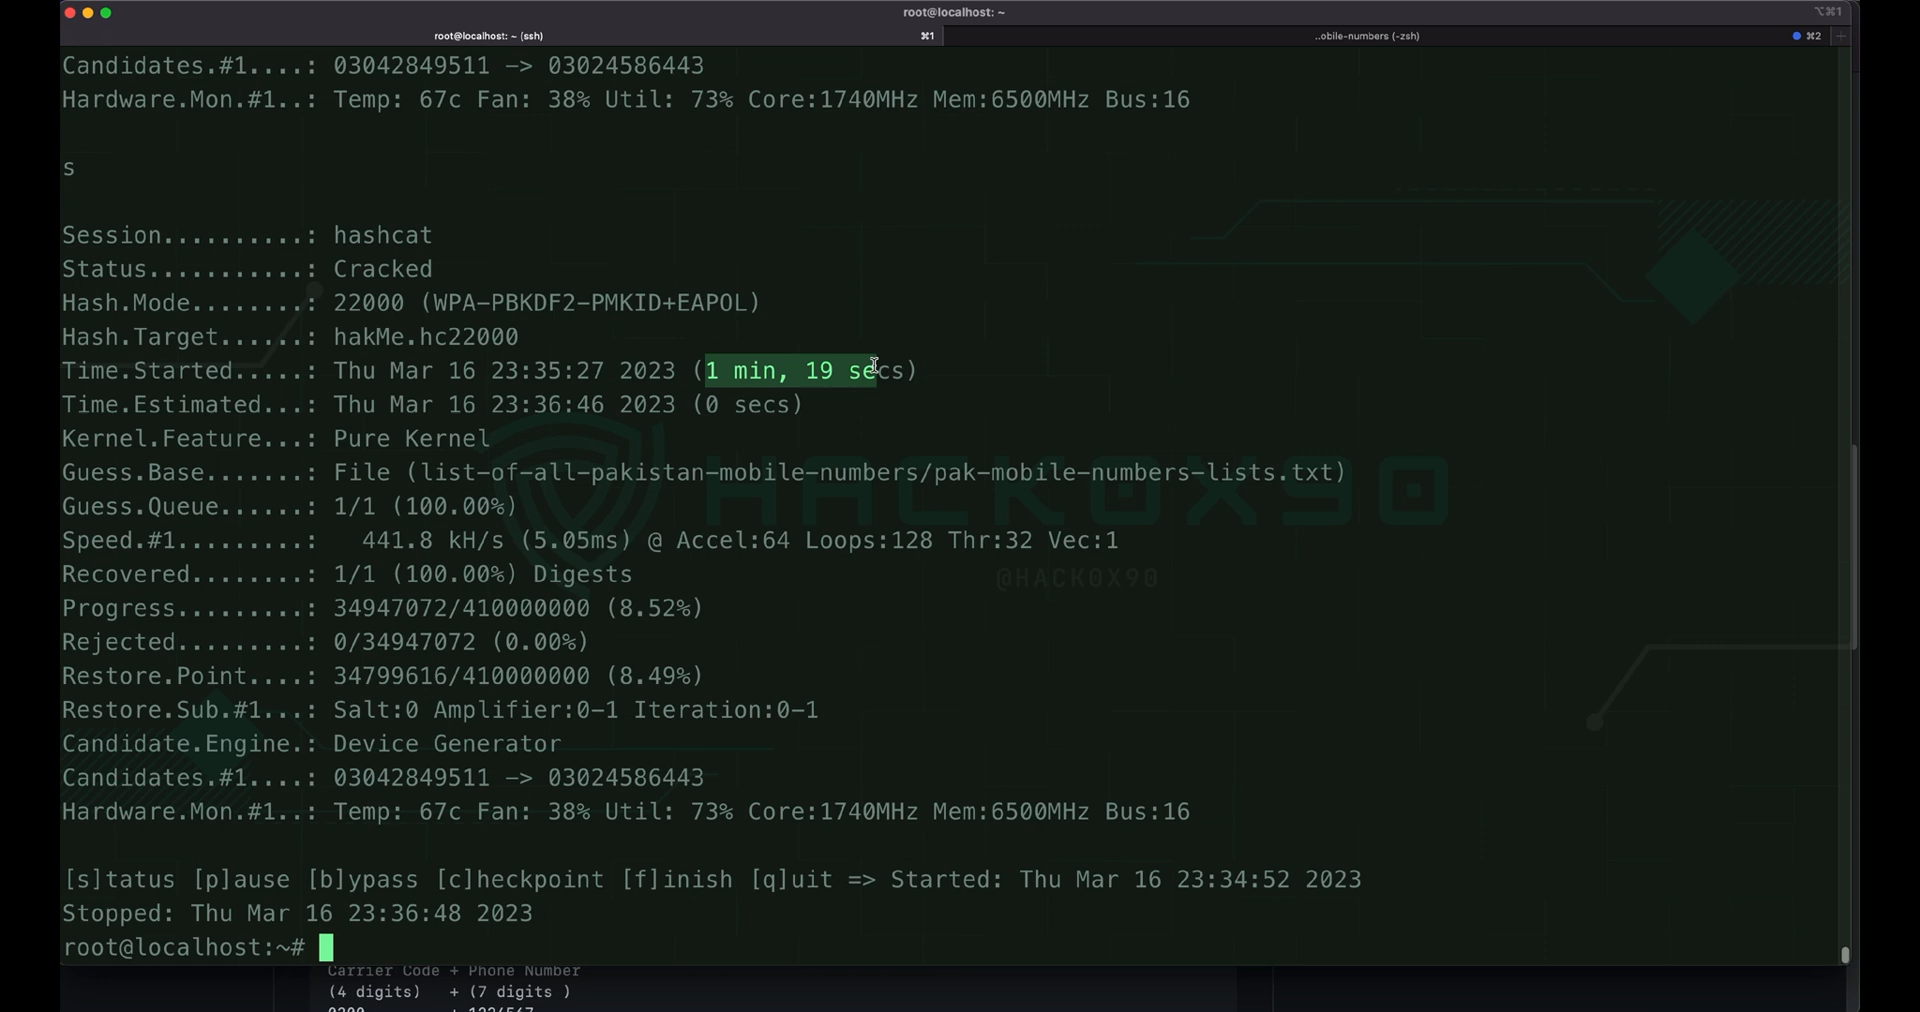 root@localhost: ~
⌥⌘1
root@localhost: ~ (ssh)
⌘1
..obile-numbers (-zsh)
⌘2
+
Candidates.#1....: 03042849511 -> 03024586443
Hardware.Mon.#1..: Temp: 67c Fan: 38% Util: 73% Core:1740MHz Mem:6500MHz Bus:16
s
Session..........: hashcat
Status...........: Cracked
Hash.Mode........: 22000 (WPA-PBKDF2-PMKID+EAPOL)
Hash.Target......: hakMe.hc22000
Time.Started.....: Thu Mar 16 23:35:27 2023 (1 min, 19 secs)
Time.Estimated...: Thu Mar 16 23:36:46 2023 (0 secs)
Kernel.Feature...: Pure Kernel
Guess.Base.......: File (list-of-all-pakistan-mobile-numbers/pak-mobile-numbers-lists.txt)
HACK0X90
Guess.Queue......: 1/1 (100.00%)
Speed.#1.........:   441.8 kH/s (5.05ms) @ Accel:64 Loops:128 Thr:32 Vec:1
Recovered........: 1/1 (100.00%) Digests
@HACK0X90
Progress.........: 34947072/410000000 (8.52%)
Rejected.........: 0/34947072 (0.00%)
Restore.Point....: 34799616/410000000 (8.49%)
Restore.Sub.#1...: Salt:0 Amplifier:0-1 Iteration:0-1
Candidate.Engine.: Device Generator
Candidates.#1....: 03042849511 -> 03024586443
Hardware.Mon.#1..: Temp: 67c Fan: 38% Util: 73% Core:1740MHz Mem:6500MHz Bus:16
[s]tatus [p]ause [b]ypass [c]heckpoint [f]inish [q]uit => Started: Thu Mar 16 23:34:52 2023
Stopped: Thu Mar 16 23:36:48 2023
root@localhost:~#
Carrier Code + Phone Number
(4 digits)   + (7 digits )